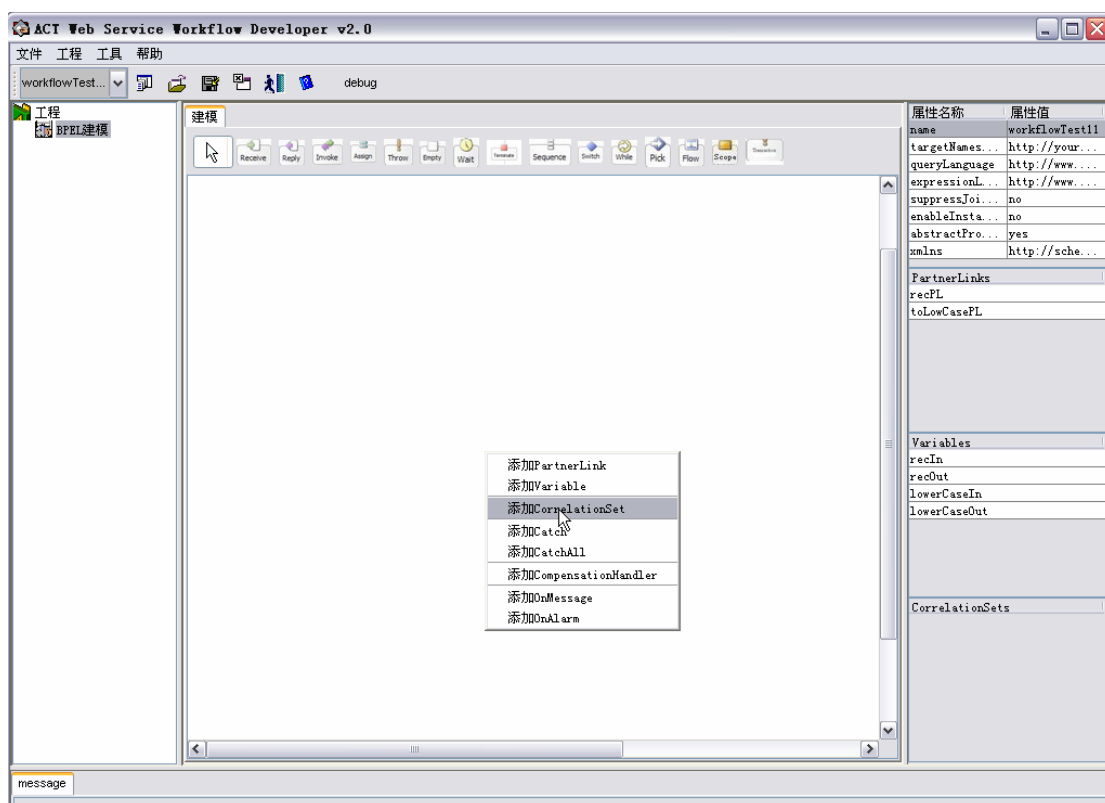 ACT Web Service Workflow Developer v2.0
文件 工程 工具 帮助
workflowTest... debug
工程
BPEL建模
建模
Receive Reply Invoke Assign Throw Empty Wait Terminate Sequence Switch While Pick Flow Scope
添加PartnerLink
添加Variable
添加CorrelationSet
添加Catch
添加CatchAll
添加CompensationHandler
添加OnMessage
添加OnAlarm
属性名称 属性值
name workflowTest11
targetNames... http://your...
queryLanguage http://www....
expressionL... http://www....
suppressJoi... no
enableInsta... no
abstractPro... yes
xmlns http://sche...
PartnerLinks
recPL
toLowCasePL
Variables
recIn
recOut
lowerCaseIn
lowerCaseOut
CorrelationSets
message